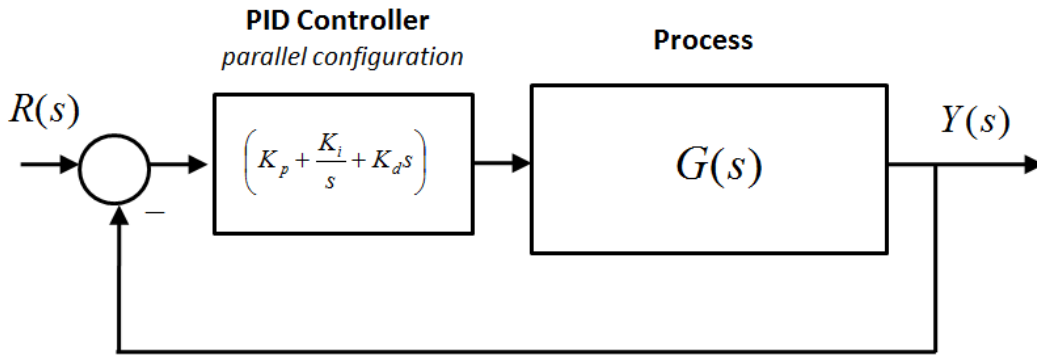 PID Controller
parallel configuration
Process
R(s)
(K_p + K_i/s + K_d s)
G(s)
Y(s)
−